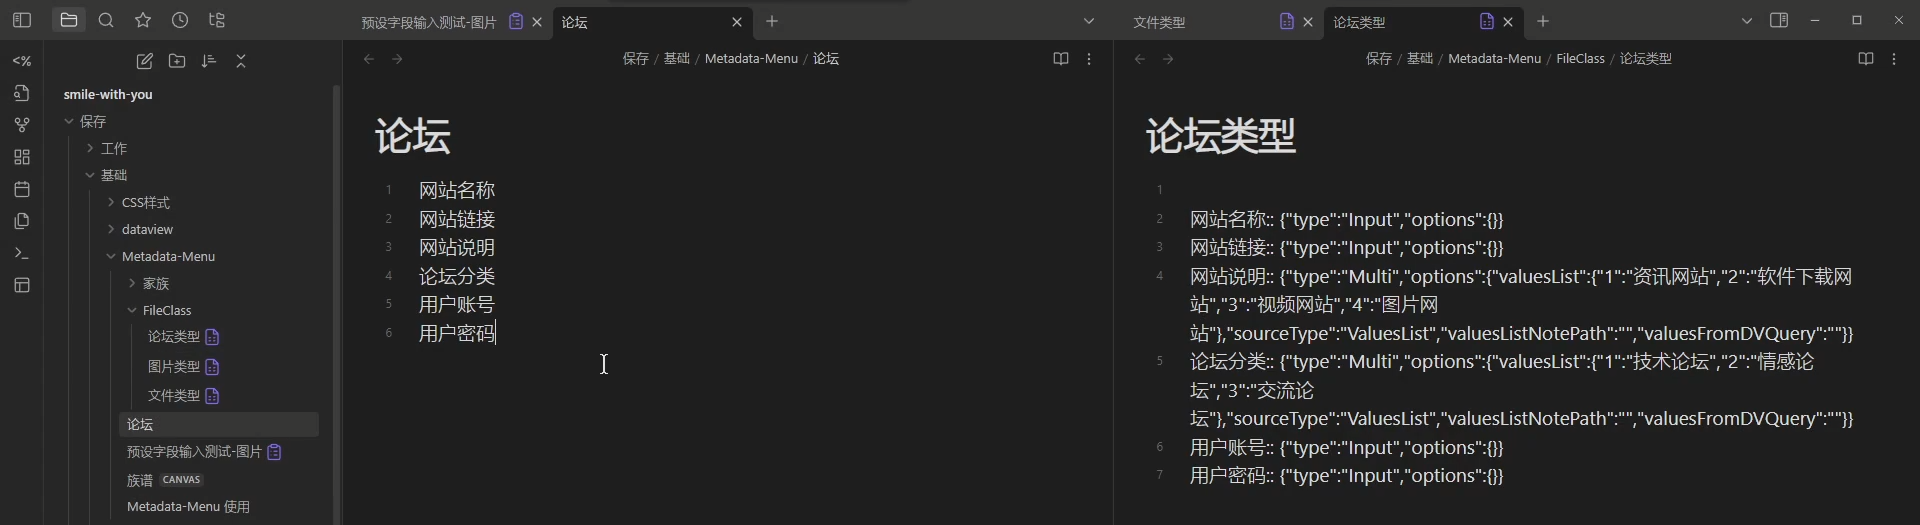 预设字段输入测试-图片
论坛
文件类型
论坛类型
smile-with-you
保存
工作
基础
CSS样式
dataview
Metadata-Menu
家族
FileClass
论坛类型
图片类型
文件类型
论坛
预设字段输入测试-图片
族谱 CANVAS
Metadata-Menu 使用
保存 / 基础 / Metadata-Menu / 论坛
论坛
1 网站名称
2 网站链接
3 网站说明
4 论坛分类
5 用户账号
6 用户密码
保存 / 基础 / Metadata-Menu / FileClass / 论坛类型
论坛类型
1
2 网站名称:: {"type":"Input","options":{}}
3 网站链接:: {"type":"Input","options":{}}
4 网站说明:: {"type":"Multi","options":{"valuesList":{"1":"资讯网站","2":"软件下载网
站","3":"视频网站","4":"图片网
站"},"sourceType":"ValuesList","valuesListNotePath":"","valuesFromDVQuery":""}}
5 论坛分类:: {"type":"Multi","options":{"valuesList":{"1":"技术论坛","2":"情感论
坛","3":"交流论
坛"},"sourceType":"ValuesList","valuesListNotePath":"","valuesFromDVQuery":""}}
6 用户账号:: {"type":"Input","options":{}}
7 用户密码:: {"type":"Input","options":{}}